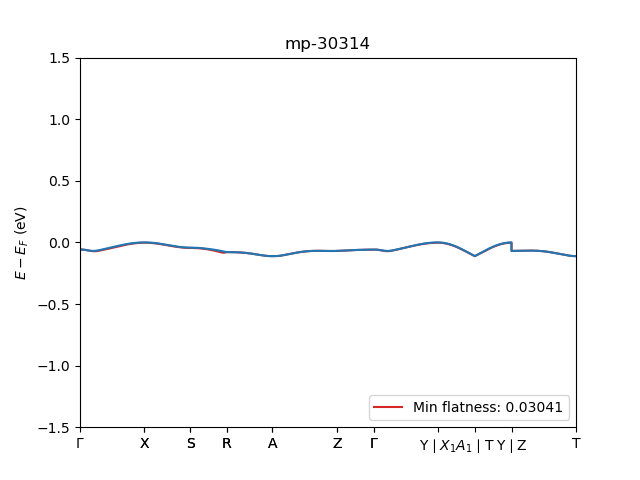 mp-30314
1.5
1.0
0.5
0.0
−0.5
−1.0
−1.5
E − E_F (eV)
Min flatness: 0.03041
Γ X S R A Z Γ Y | X₁A₁ | T Y | Z T